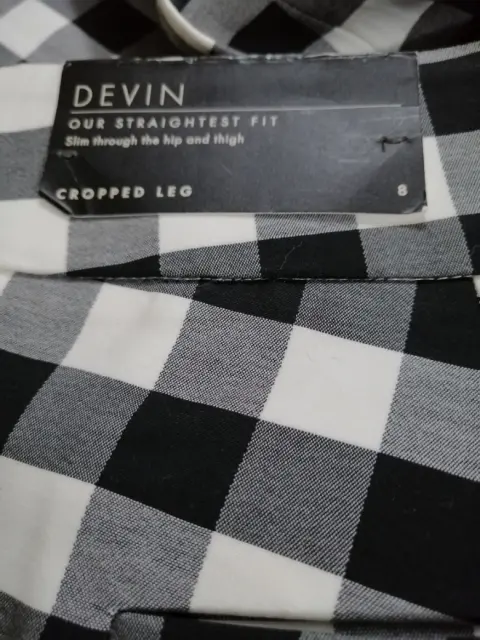 DEVIN
OUR STRAIGHTEST FIT
Slim through the hip and thigh
CROPPED LEG 8